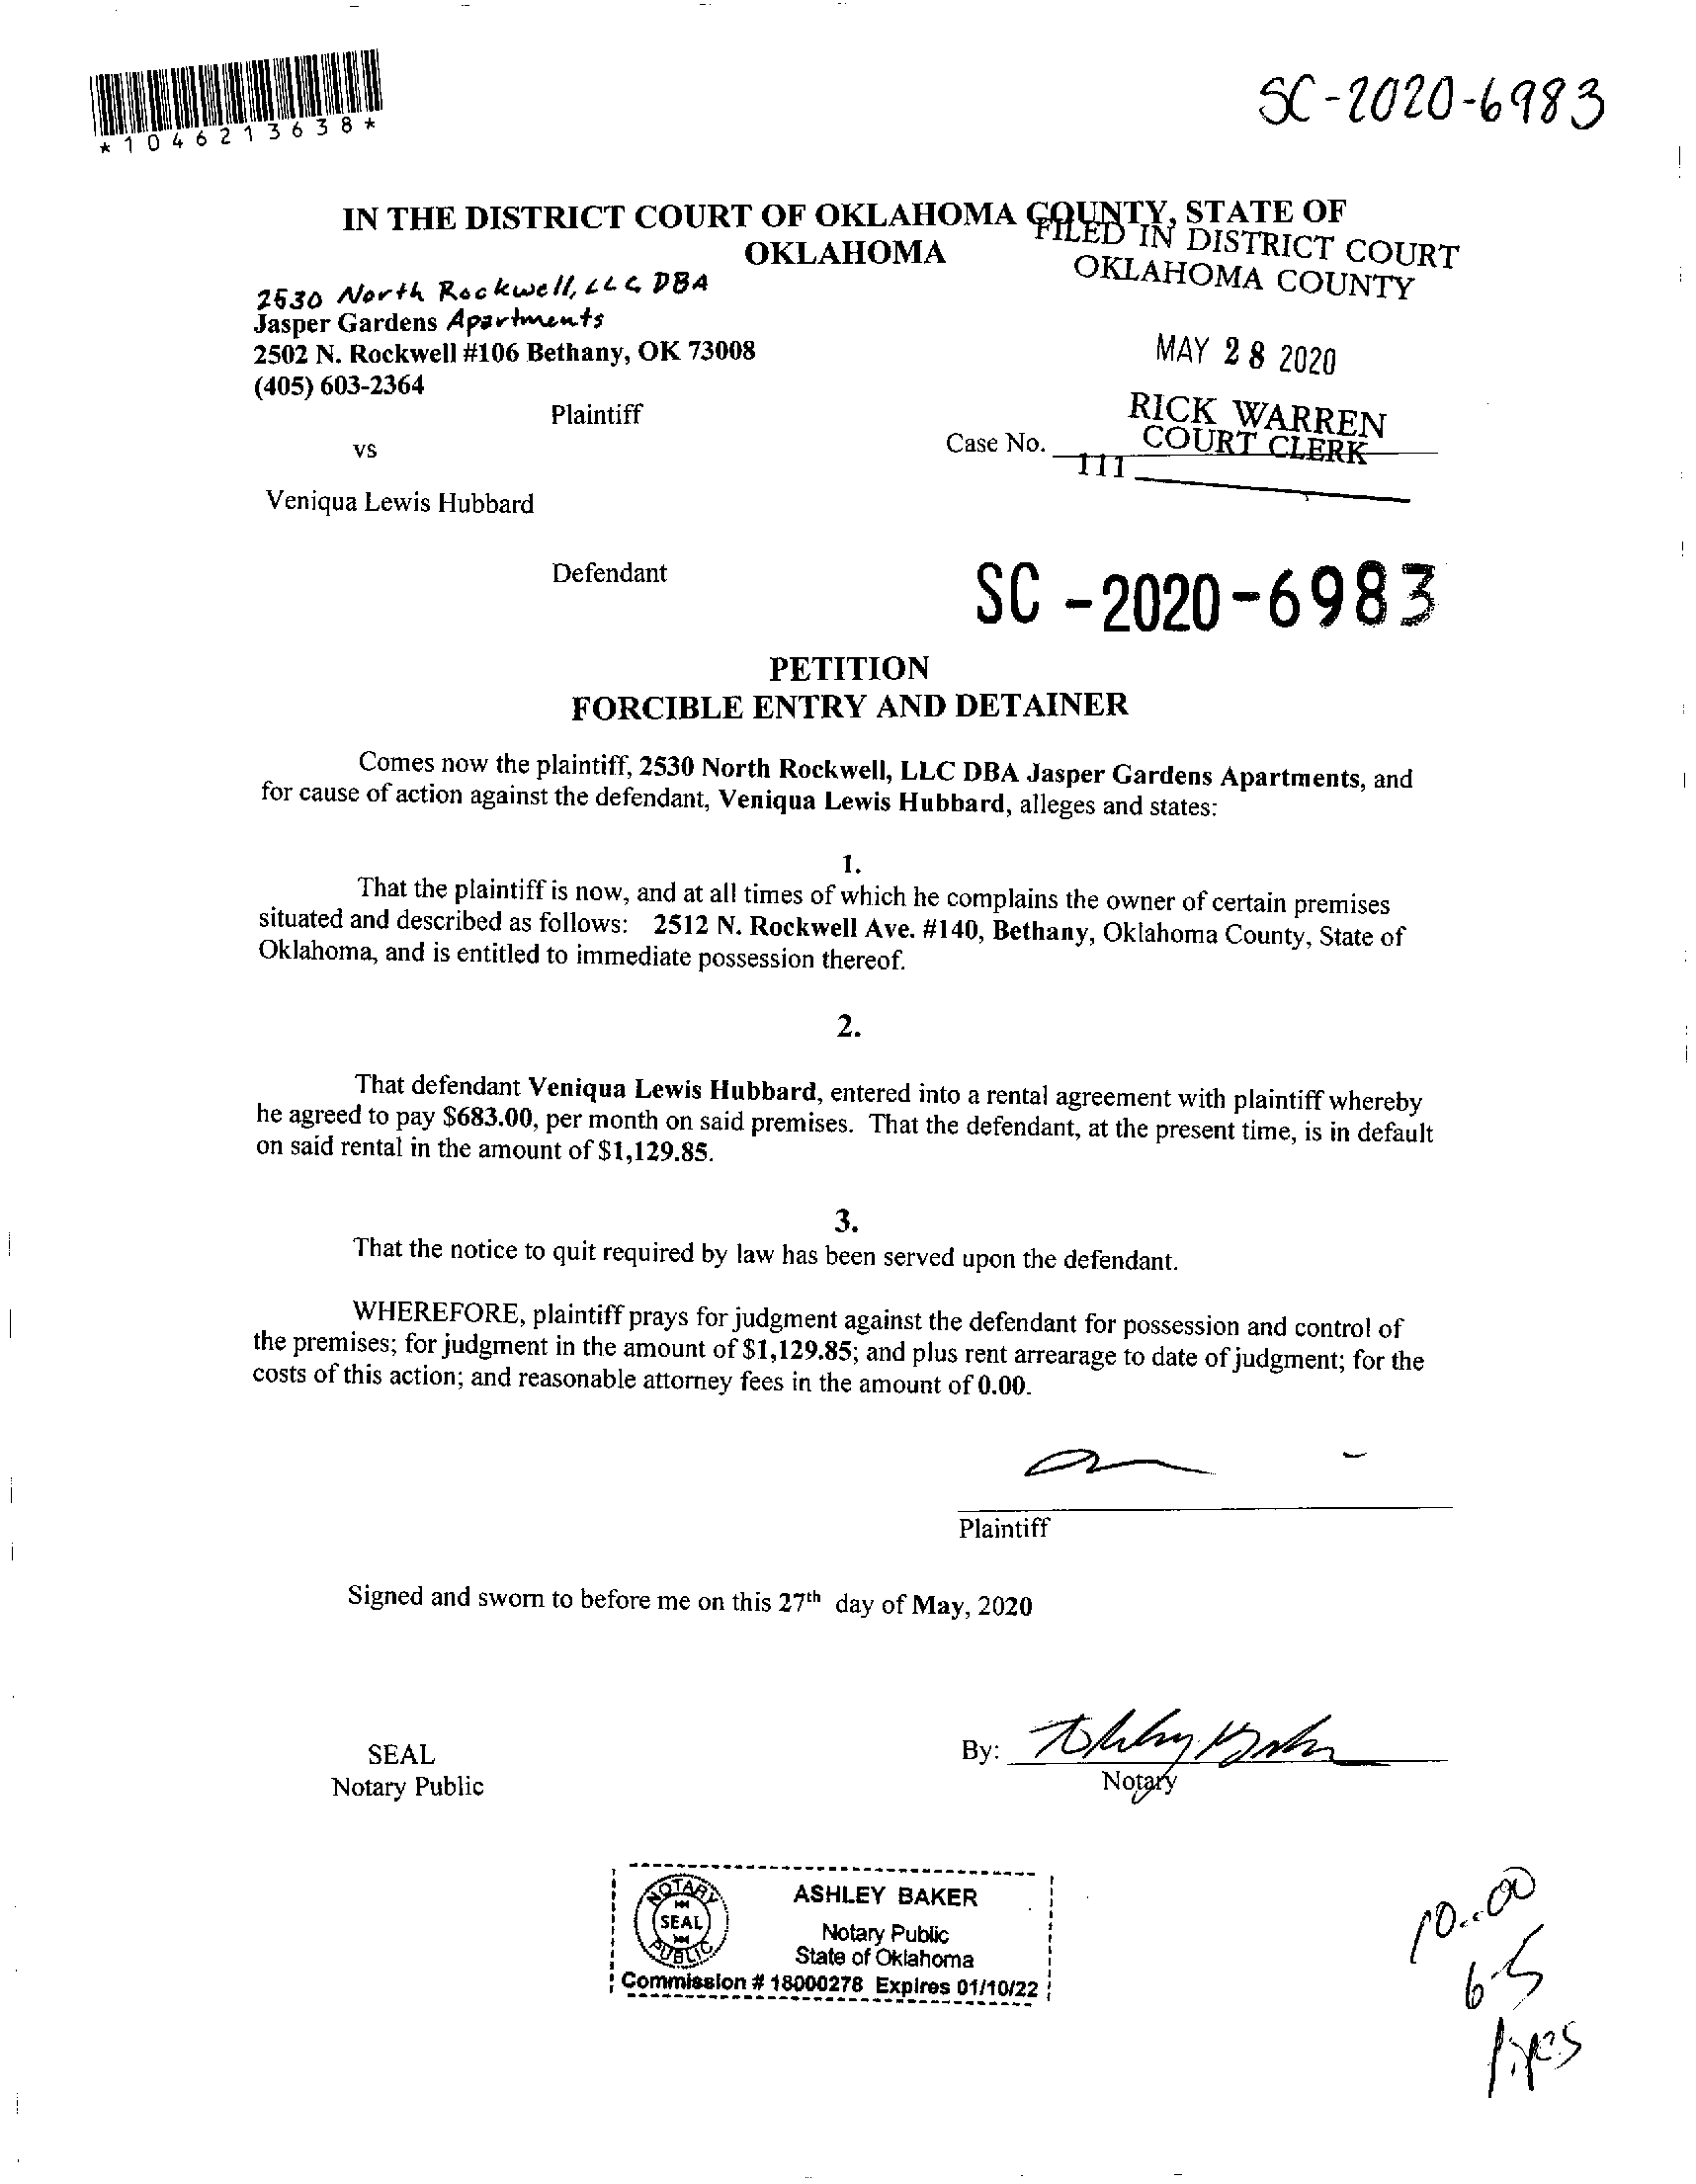 SC-2020-6983
*1046213638*
IN THE DISTRICT COURT OF OKLAHOMA COUNTY, STATE OF
OKLAHOMA
FILED IN DISTRICT COURT
OKLAHOMA COUNTY
2530 North Rockwell, LLC DBA
Jasper Gardens Apartments
2502 N. Rockwell #106 Bethany, OK 73008
(405) 603-2364
MAY 28 2020
Plaintiff
RICK WARREN
COURT CLERK
vs
Case No.
111
Veniqua Lewis Hubbard
Defendant
SC-2020-6983
PETITION
FORCIBLE ENTRY AND DETAINER
Comes now the plaintiff, 2530 North Rockwell, LLC DBA Jasper Gardens Apartments, and
for cause of action against the defendant, Veniqua Lewis Hubbard, alleges and states:
1.
That the plaintiff is now, and at all times of which he complains the owner of certain premises
situated and described as follows: 2512 N. Rockwell Ave. #140, Bethany, Oklahoma County, State of
Oklahoma, and is entitled to immediate possession thereof.
2.
That defendant Veniqua Lewis Hubbard, entered into a rental agreement with plaintiff whereby
he agreed to pay $683.00, per month on said premises. That the defendant, at the present time, is in default
on said rental in the amount of $1,129.85.
3.
That the notice to quit required by law has been served upon the defendant.
WHEREFORE, plaintiff prays for judgment against the defendant for possession and control of
the premises; for judgment in the amount of $1,129.85; and plus rent arrearage to date of judgment; for the
costs of this action; and reasonable attorney fees in the amount of 0.00.
Plaintiff
Signed and sworn to before me on this 27th day of May, 2020
SEAL
Notary Public
By: Ashley Baker
Notary
NOTARY
SEAL
PUBLIC
ASHLEY BAKER
Notary Public
State of Oklahoma
Commission # 18000278 Expires 01/10/22